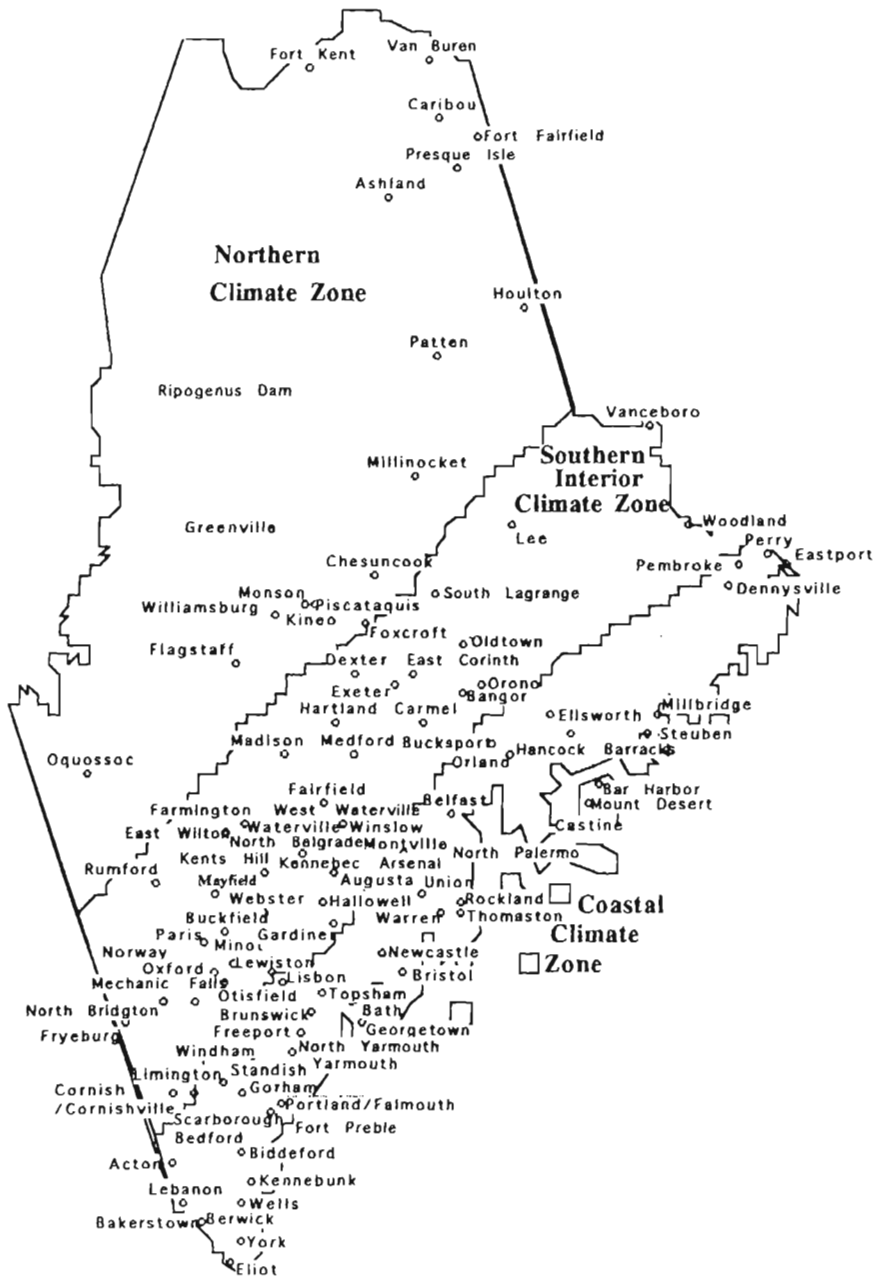 Fort Kent
Van Buren
Caribou
Fort Fairfield
Presque Isle
Ashland
Northern
Climate Zone
Houlton
Patten
Ripogenus Dam
Vanceboro
Millinocket
Southern
Interior
Climate Zone
Woodland
Greenville
Lee
Perry
Eastport
Chesuncook
Pembroke
Dennysville
Monson
South Lagrange
Williamsburg
Piscataquis
Kineo
Foxcroft
Oldtown
Flagstaff
Dexter East Corinth
Exeter
Orono
Bangor
Hartland Carmel
Ellsworth
Millbridge
Steuben
Madison Medford Bucksport
Hancock Barracks
Oquossoc
Orland
Bar Harbor
Mount Desert
Fairfield
Farmington West Waterville
Belfast
East Wilton
Waterville
Winslow
Castine
North Belgrade
Montville
North Palermo
Kents Hill
Kennebec Arsenal
Rumford
Mayfield
Augusta Union
Webster
Hallowell
Rockland
Coastal
Climate
Zone
Buckfield
Warren
Thomaston
Paris
Minot
Gardiner
Norway
Newcastle
Oxford
Lewiston
Bristol
Mechanic Falls
Lisbon
Otisfield
Topsham
North Bridgton
Brunswick
Bath
Fryeburg
Freeport
Georgetown
Windham
North Yarmouth
Yarmouth
Limington
Standish
Cornish
/Cornishville
Gorham
Portland/Falmouth
Scarborough
Fort Preble
Bedford
Biddeford
Acton
Kennebunk
Lebanon
Wells
Bakerstown
Berwick
York
Eliot